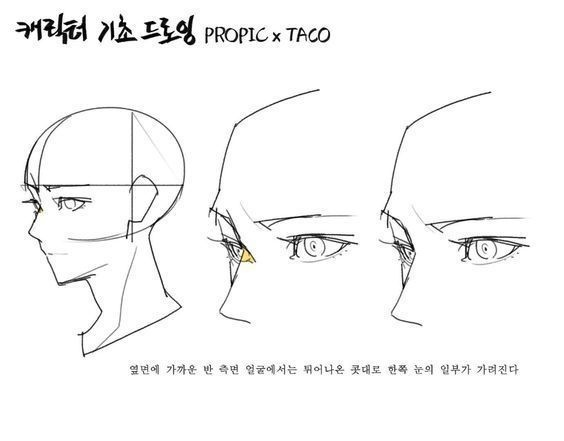 캐릭터 기초 드로잉 PROPIC x TACO
옆면에 가까운 반 측면 얼굴에서는 튀어나온 콧대로 한쪽 눈의 일부가 가려진다